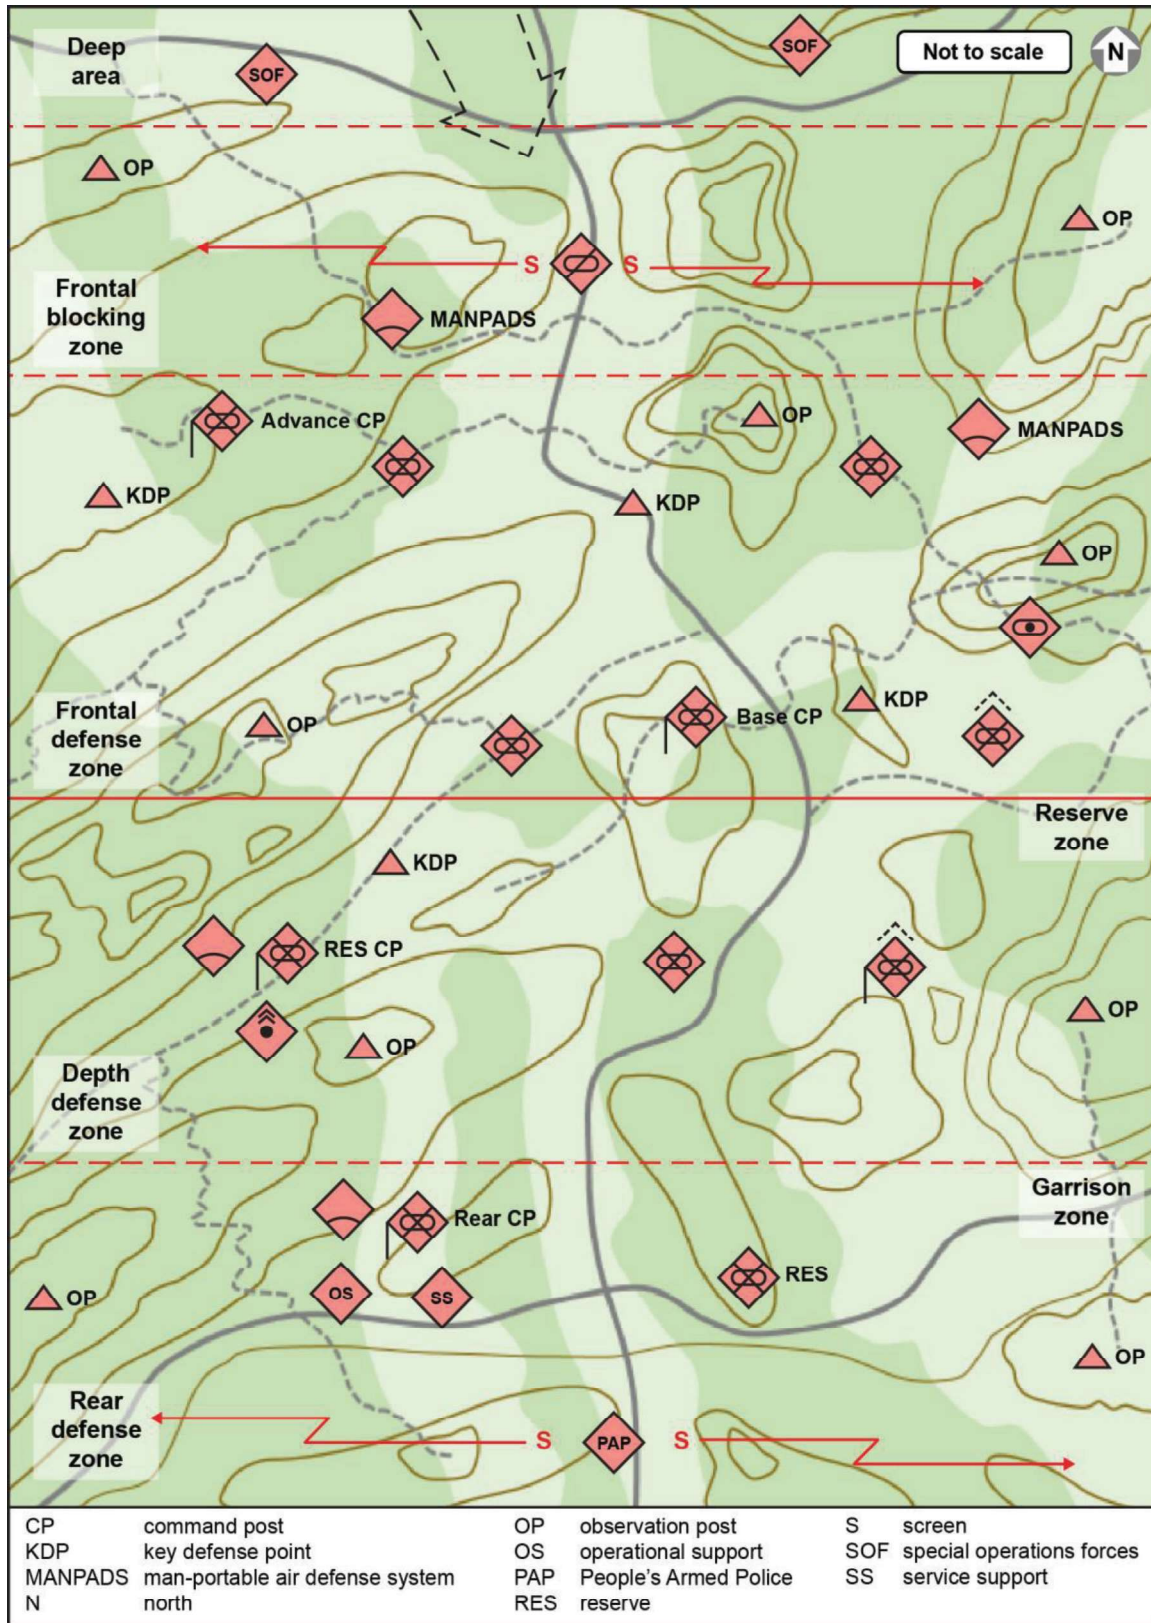 Deep
area
SOF
SOF
Not to scale
N
OP
OP
S
S
Frontal
blocking
zone
MANPADS
Advance CP
OP
MANPADS
KDP
KDP
OP
Frontal
defense
zone
OP
Base CP
KDP
Reserve
zone
KDP
RES CP
OP
OP
Depth
defense
zone
Garrison
zone
Rear CP
OP
OS
SS
RES
OP
Rear
defense
zone
S
PAP
S
CP command post
KDP key defense point
MANPADS man-portable air defense system
N north
OP observation post
OS operational support
PAP People's Armed Police
RES reserve
S screen
SOF special operations forces
SS service support